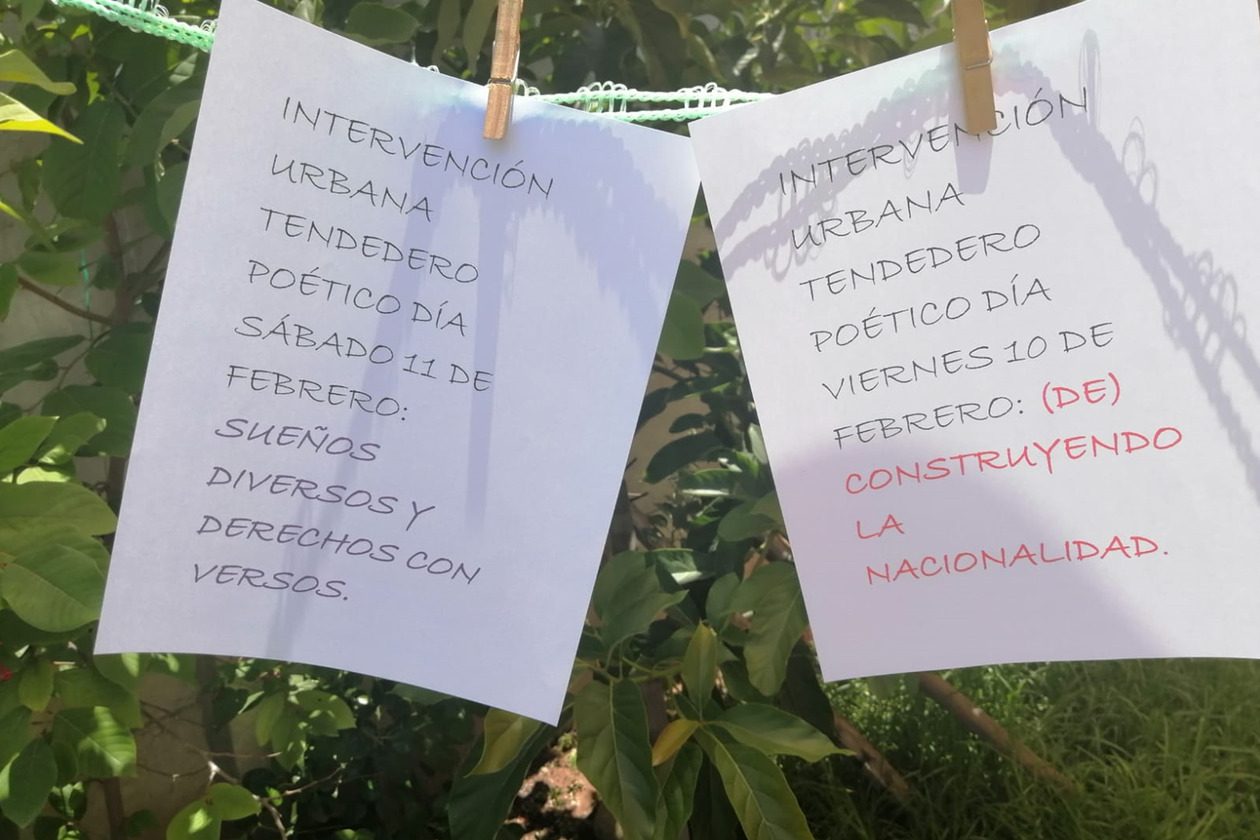 INTERVENCIÓN
URBANA
TENDEDERO
POÉTICO DÍA
SÁBADO 11 DE
FEBRERO:
SUEÑOS
DIVERSOS Y
DERECHOS CON
VERSOS.
INTERVENCIÓN
URBANA
TENDEDERO
POÉTICO DÍA
VIERNES 10 DE
FEBRERO: (DE)
CONSTRUYENDO
LA
NACIONALIDAD.